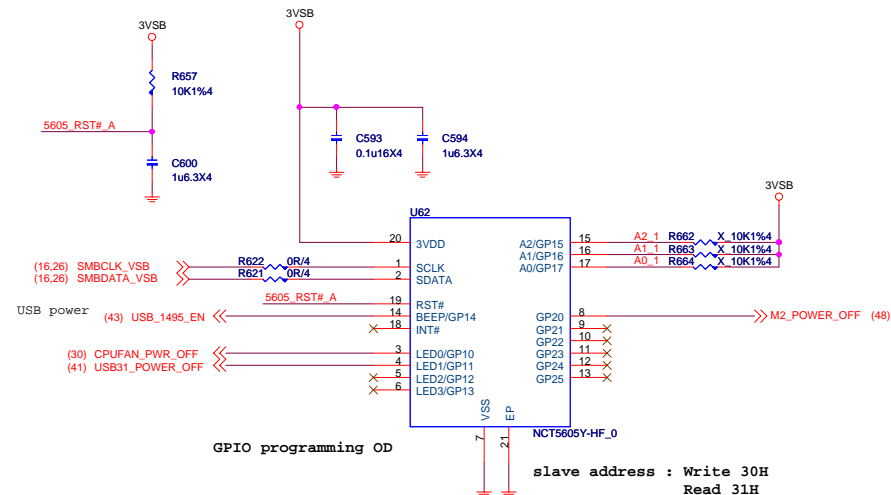 3VSB
3VSB
R657
10K1%4
5605_RST#_A
C600
1u6.3X4
C593
0.1u16X4
C594
1u6.3X4
3VSB
U62
20 3VDD A2/GP15 15 A2_1 R662 X_10K1%4
A1/GP16 16 A1_1 R663 X_10K1%4
A0/GP17 17 A0_1 R664 X_10K1%4
(16,26) SMBCLK_VSB R622 0R/4 1 SCLK
(16,26) SMBDATA_VSB R621 0R/4 2 SDATA
5605_RST#_A 19 RST#
USB power (43) USB_1495_EN 14 BEEP/GP14 GP20 8 M2_POWER_OFF (48)
18 INT# GP21 9
GP22 10
(30) CPUFAN_PWR_OFF 3 LED0/GP10 GP23 11
(41) USB31_POWER_OFF 4 LED1/GP11 GP24 12
5 LED2/GP12 GP25 13
6 LED3/GP13
VSS EP
7 21
NCT5605Y-HF_0
GPIO programming OD
slave address : Write 30H
Read 31H